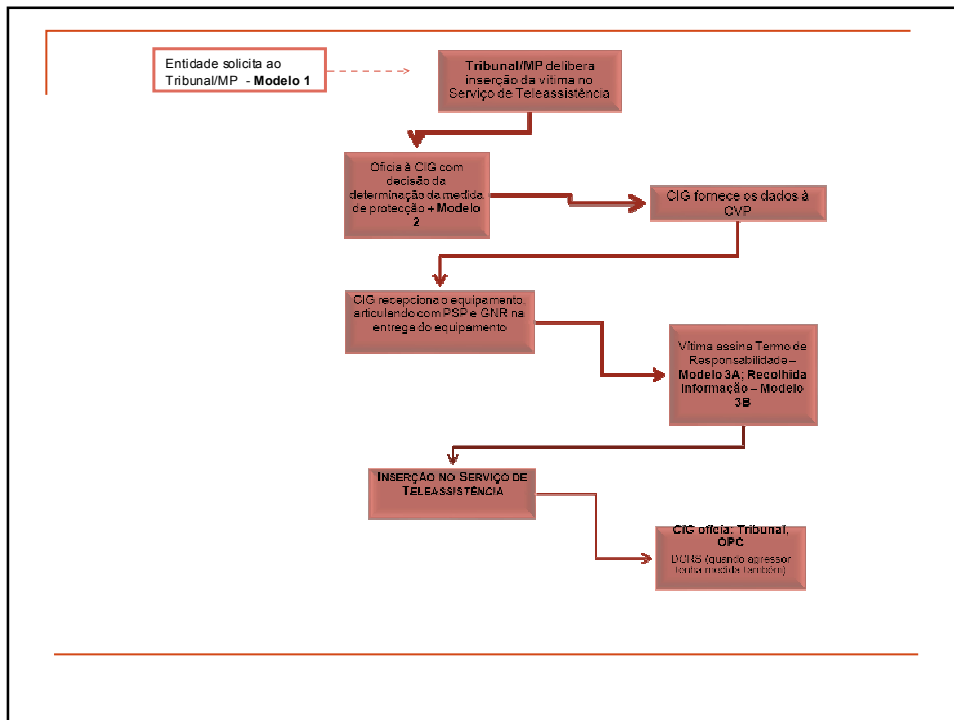 Entidade solicita ao
Tribunal/MP - Modelo 1
Tribunal/MP delibera
inserção da vítima no
Serviço de Teleassistência
Oficia à CIG com
decisão da
determinação da medida
de protecção + Modelo
2
CIG fornece os dados à
CVP
CIG recepciona o equipamento,
articulando com PSP e GNR na
entrega do equipamento
Vítima assina Termo de
Responsabilidade –
Modelo 3A; Recolhida
Informação – Modelo
3B
INSERÇÃO NO SERVIÇO DE
TELEASSISTÊNCIA
CIG oficia: Tribunal,
OPC
(quando agressor
tenha medida também)